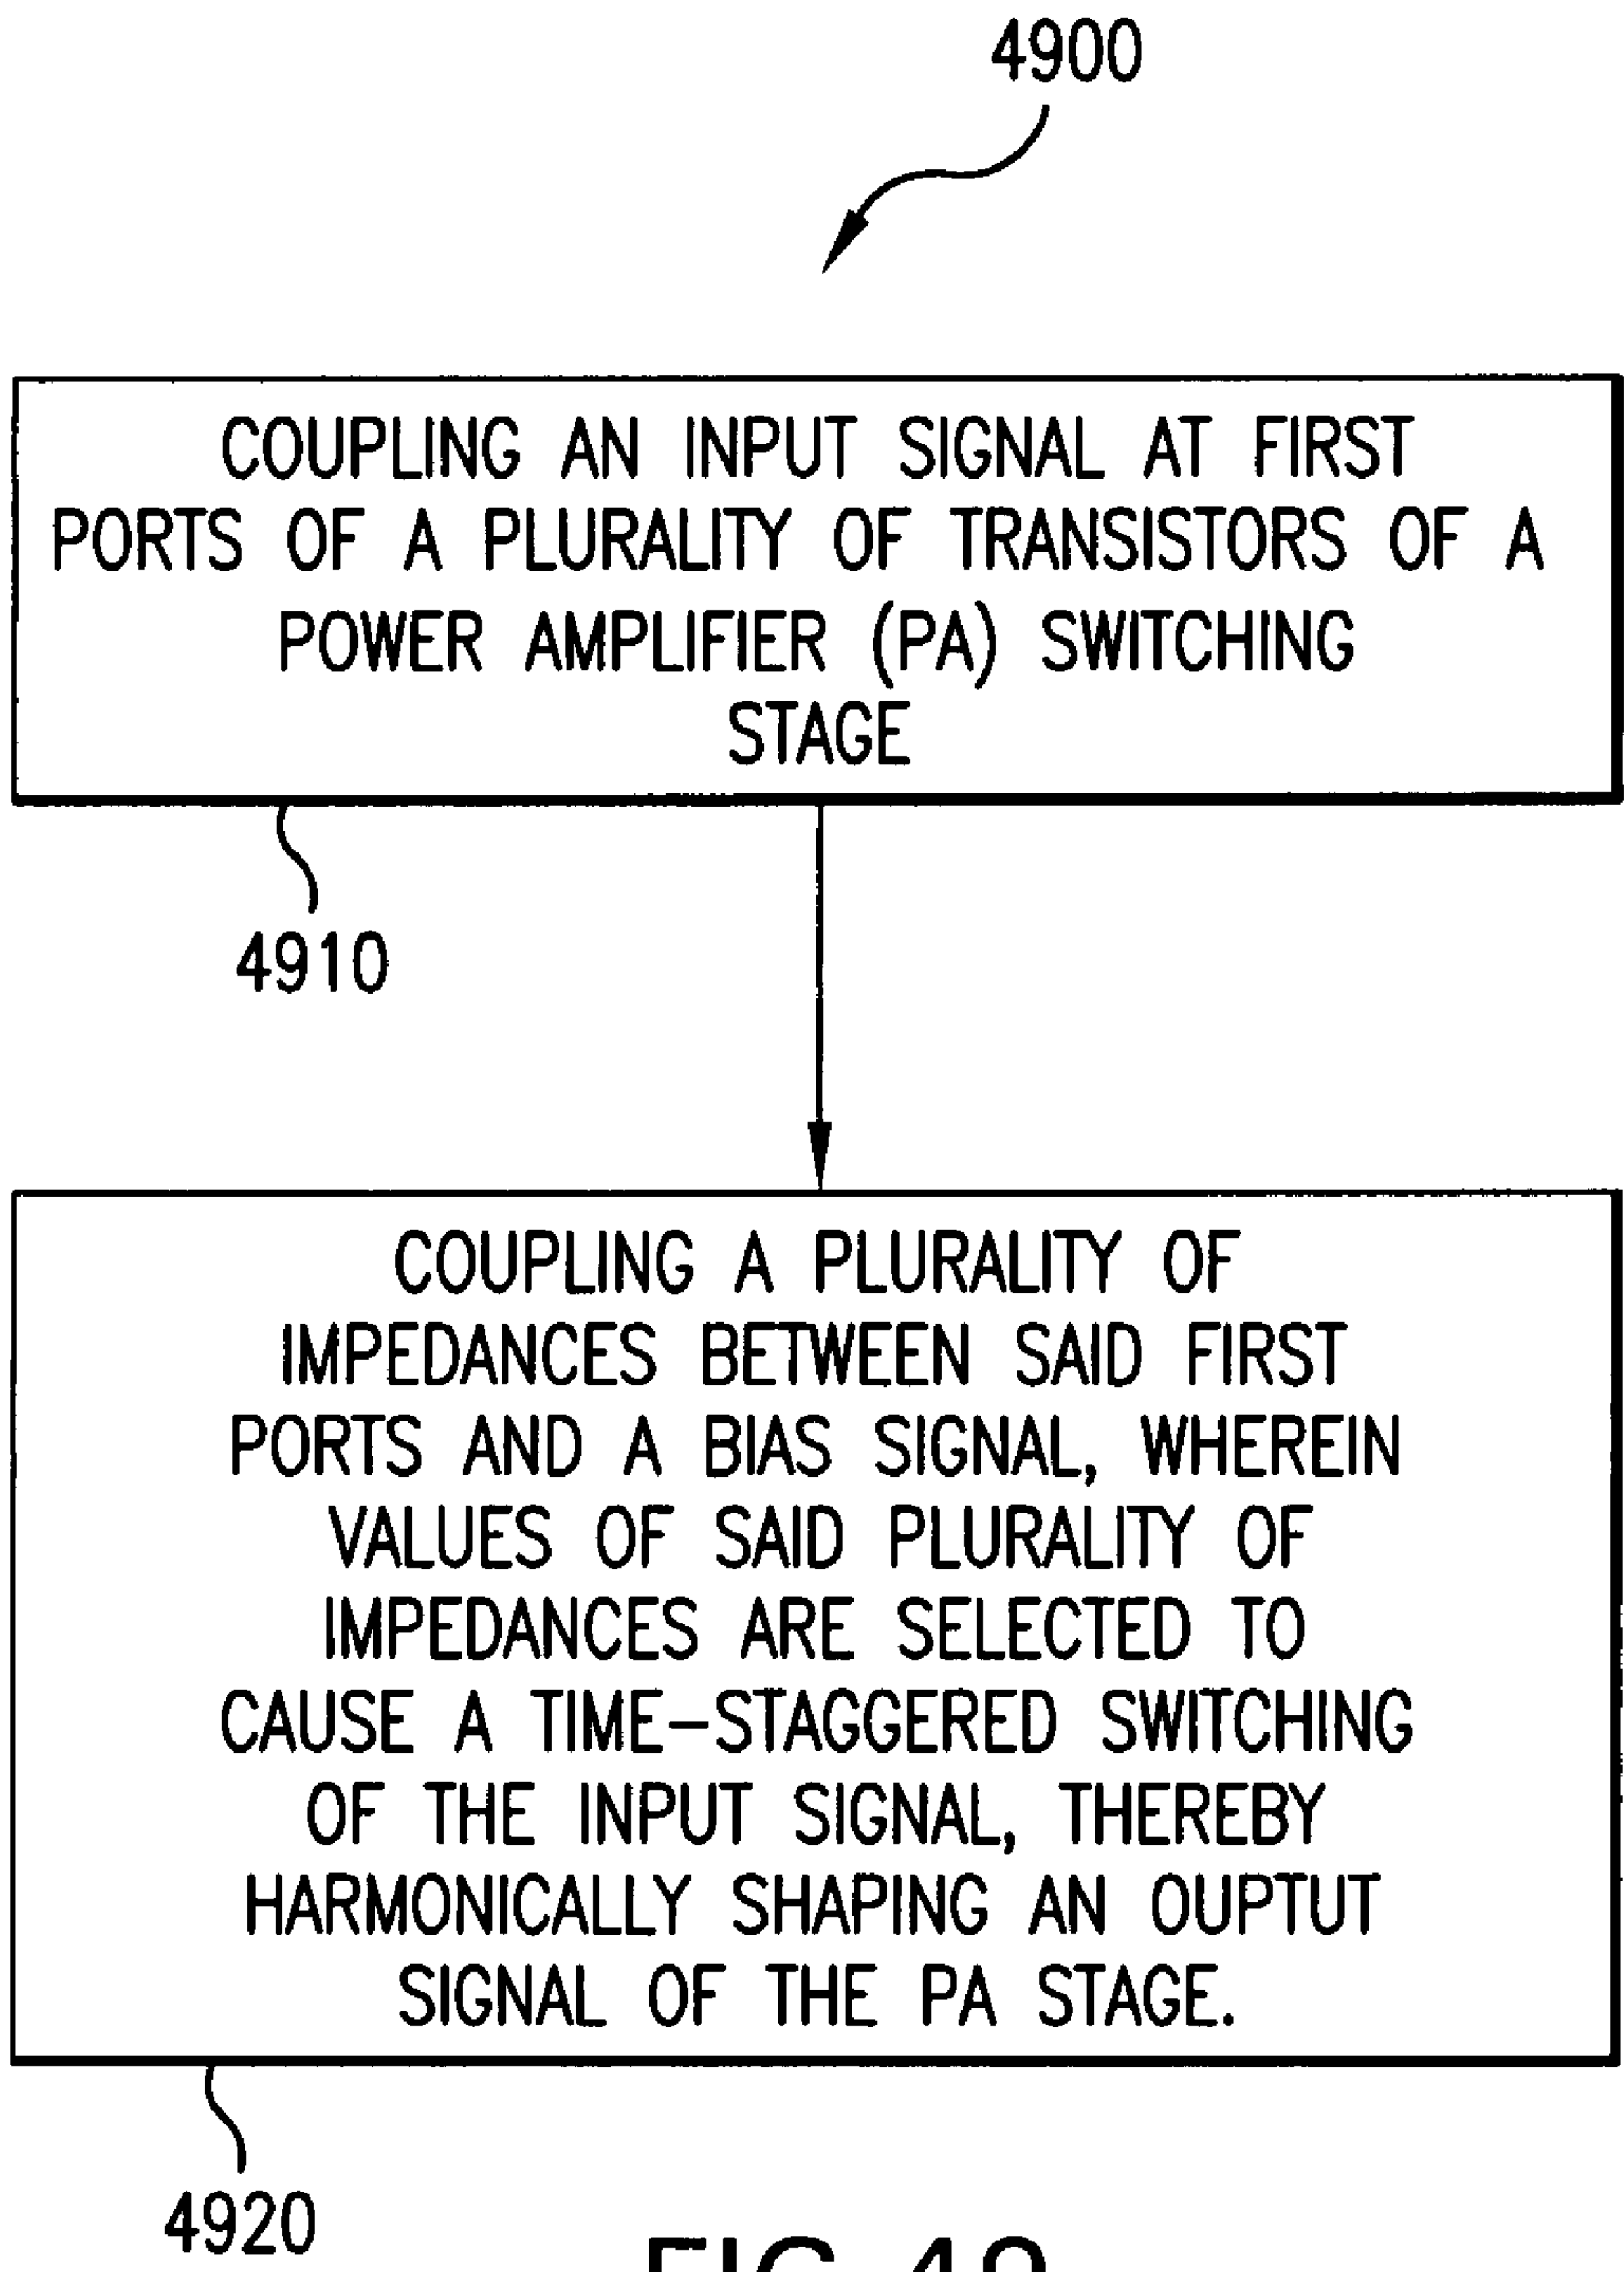 4900
COUPLING AN INPUT SIGNAL AT FIRST
PORTS OF A PLURALITY OF TRANSISTORS OF A
POWER AMPLIFIER (PA) SWITCHING
STAGE
4910
COUPLING A PLURALITY OF
IMPEDANCES BETWEEN SAID FIRST
PORTS AND A BIAS SIGNAL, WHEREIN
VALUES OF SAID PLURALITY OF
IMPEDANCES ARE SELECTED TO
CAUSE A TIME-STAGGERED SWITCHING
OF THE INPUT SIGNAL, THEREBY
HARMONICALLY SHAPING AN OUPTUT
SIGNAL OF THE PA STAGE.
4920